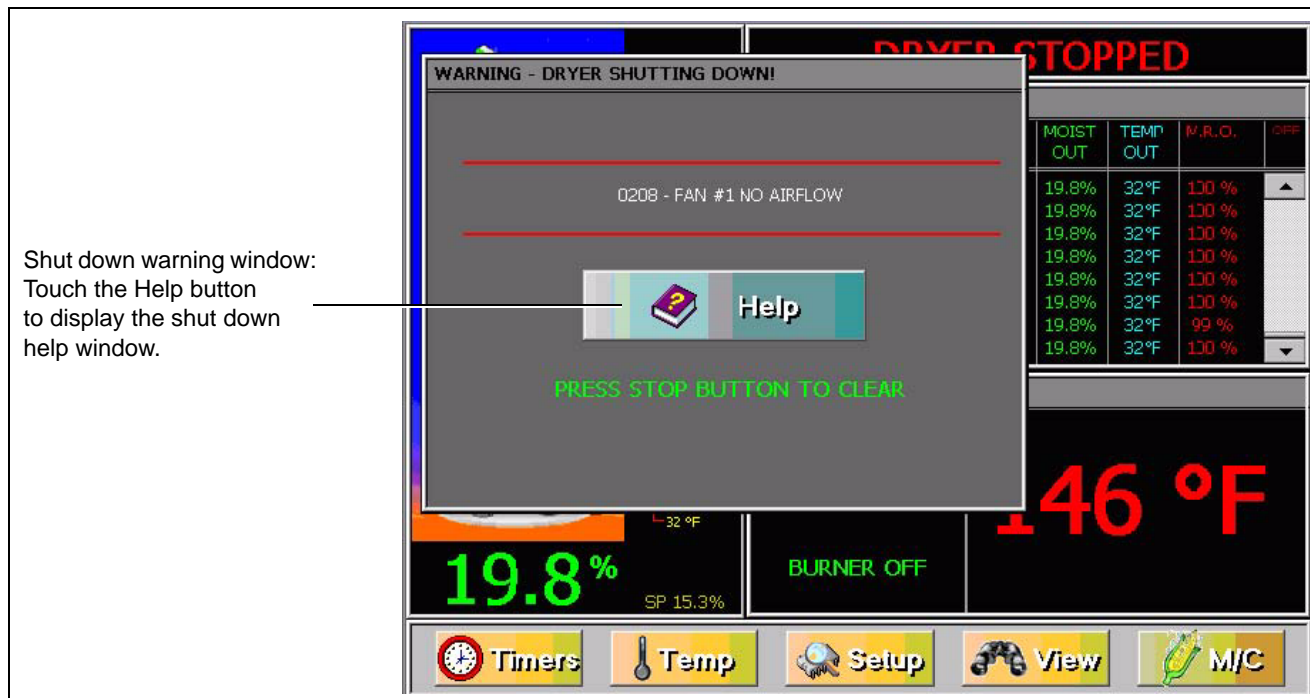 Shut down warning window:
Touch the Help button
to display the shut down
help window.
DRYER STOPPED
WARNING - DRYER SHUTTING DOWN!
0208 - FAN #1 NO AIRFLOW
Help
PRESS STOP BUTTON TO CLEAR
MOIST OUT TEMP OUT M.R.O. OFF
19.8% 32°F 100 %
19.8% 32°F 100 %
19.8% 32°F 100 %
19.8% 32°F 100 %
19.8% 32°F 100 %
19.8% 32°F 100 %
19.8% 32°F 99 %
19.8% 32°F 100 %
146 °F
32 °F
19.8%
SP 15.3%
BURNER OFF
Timers
Temp
Setup
View
M/C